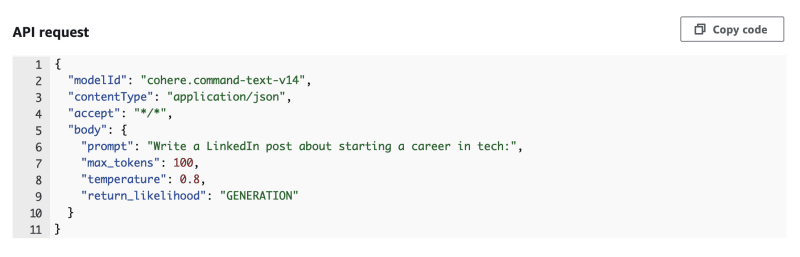 API request
Copy code
1 {
2 "modelId": "cohere.command-text-v14",
3 "contentType": "application/json",
4 "accept": "*/*",
5 "body": {
6 "prompt": "Write a LinkedIn post about starting a career in tech:",
7 "max_tokens": 100,
8 "temperature": 0.8,
9 "return_likelihood": "GENERATION"
10 }
11 }